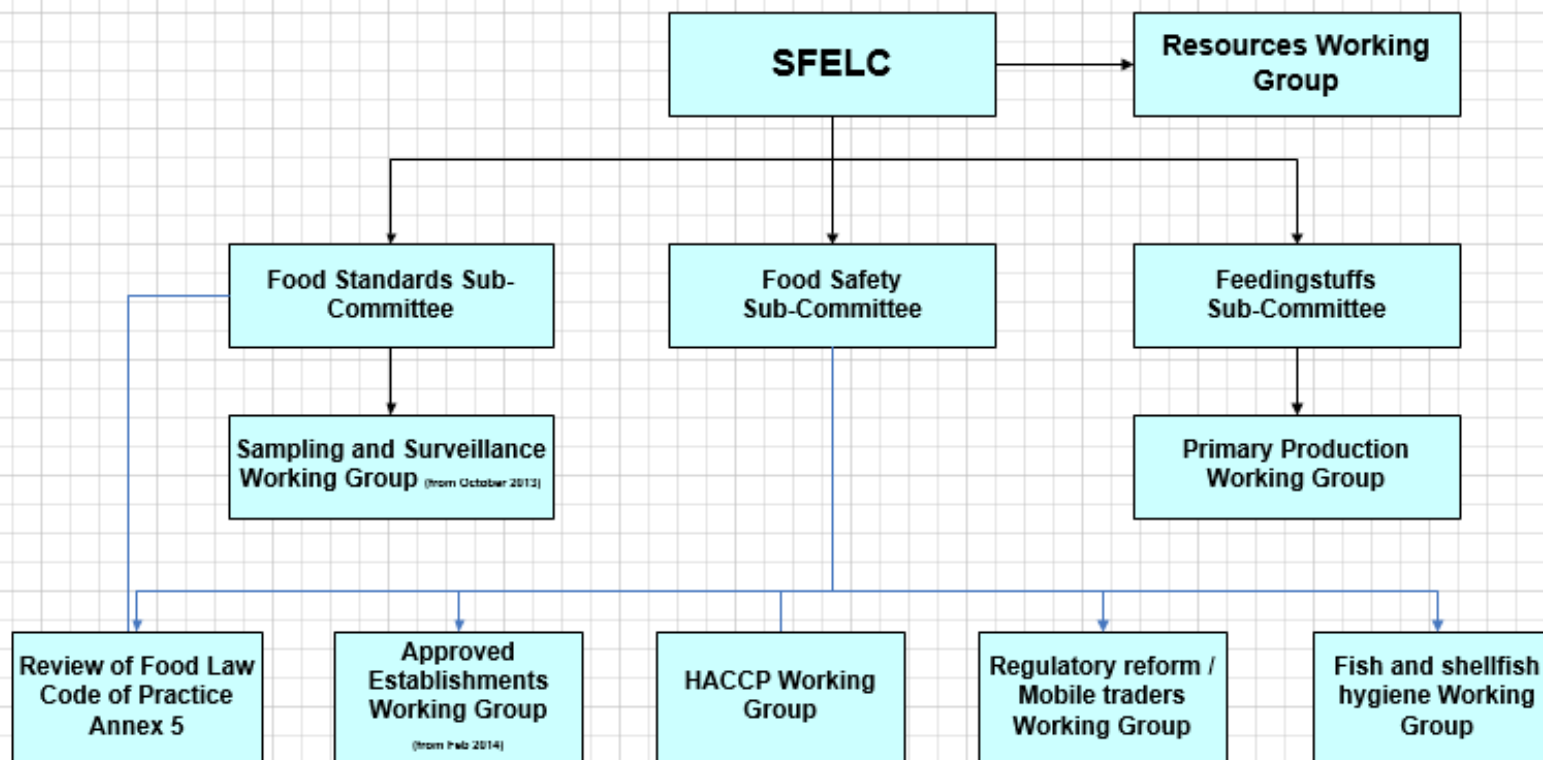 SFELC
Resources Working
Group
Food Standards Sub-
Committee
Food Safety
Sub-Committee
Feedingstuffs
Sub-Committee
Sampling and Surveillance
Working Group (from October 2013)
Primary Production
Working Group
Review of Food Law
Code of Practice
Annex 5
Approved
Establishments
Working Group
(from Feb 2014)
HACCP Working
Group
Regulatory reform /
Mobile traders
Working Group
Fish and shellfish
hygiene Working
Group